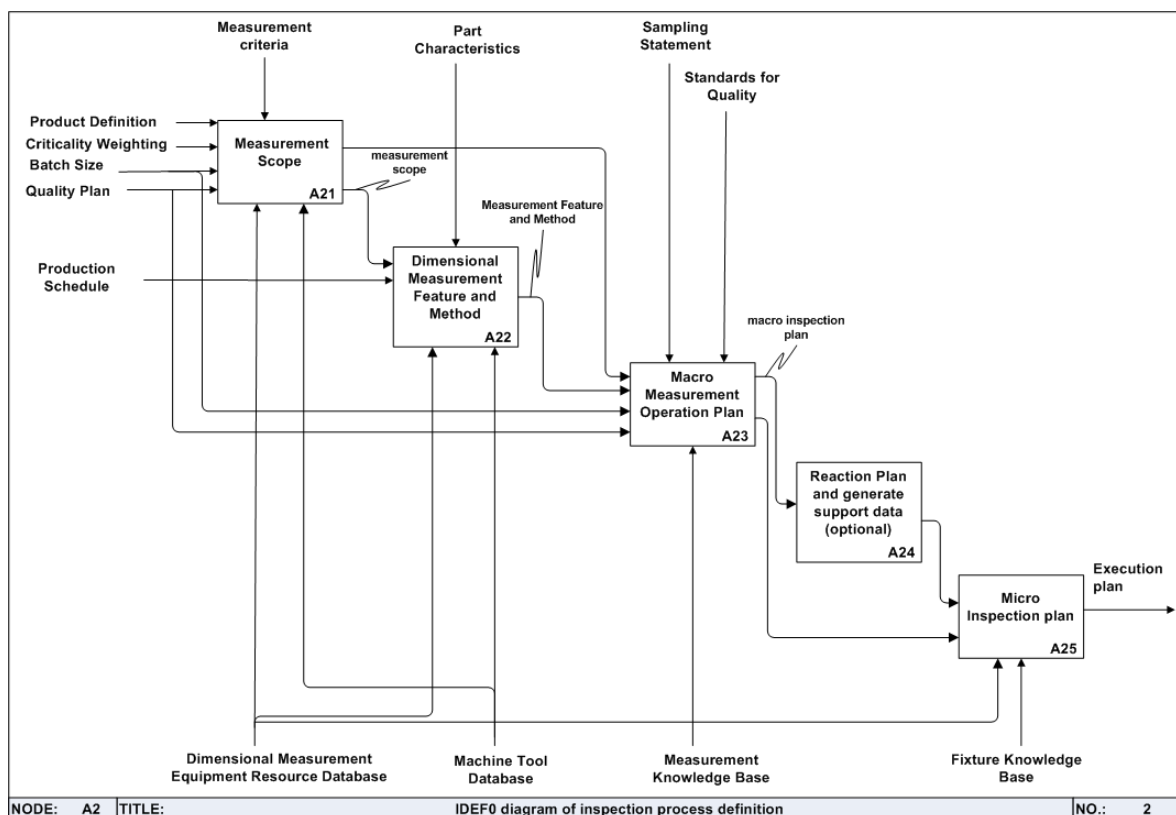 Measurement
criteria
Part
Characteristics
Sampling
Statement
Standards for
Quality
Product Definition
Criticality Weighting
Batch Size
Quality Plan
Measurement
Scope
A21
measurement
scope
Measurement Feature
and Method
Production
Schedule
Dimensional
Measurement
Feature and
Method
A22
macro inspection
plan
Macro
Measurement
Operation Plan
A23
Reaction Plan
and generate
support data
(optional)
A24
Execution
plan
Micro
Inspection plan
A25
Dimensional Measurement
Equipment Resource Database
Machine Tool
Database
Measurement
Knowledge Base
Fixture Knowledge
Base
NODE: A2 TITLE: IDEF0 diagram of inspection process definition NO.: 2